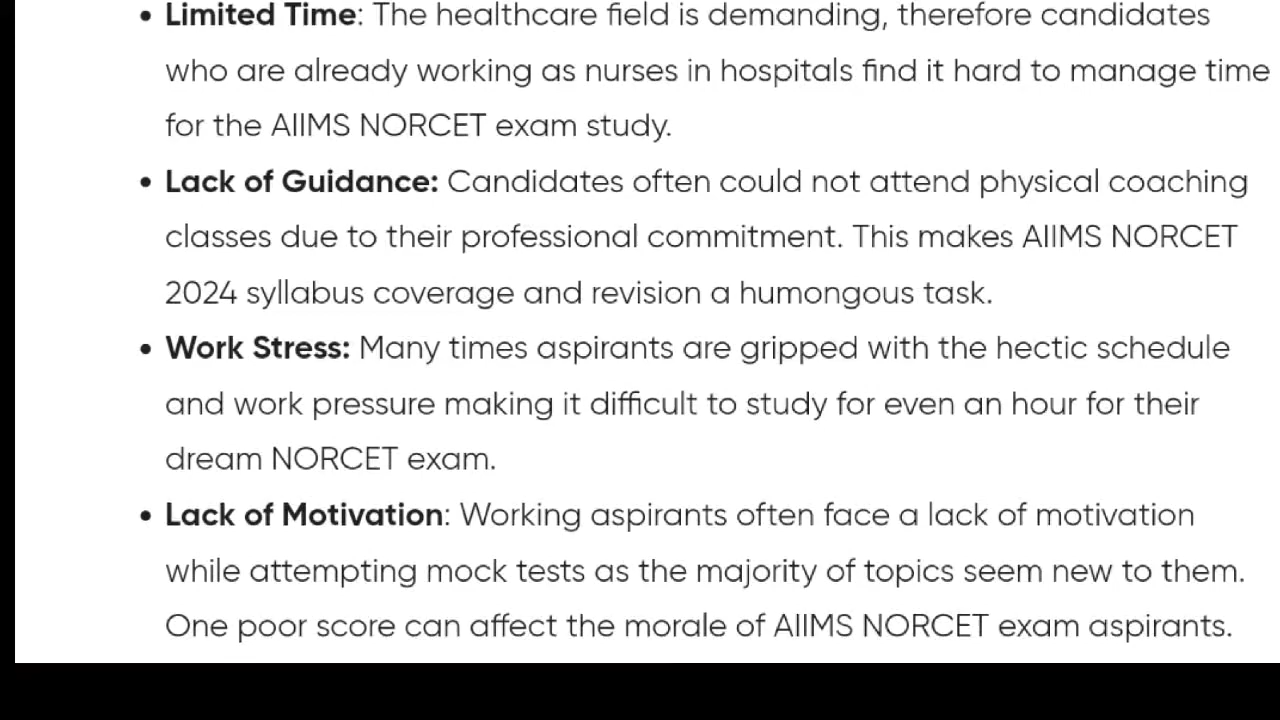 • Limited Time: The healthcare field is demanding, therefore candidates
who are already working as nurses in hospitals find it hard to manage time
for the AIIMS NORCET exam study.
• Lack of Guidance: Candidates often could not attend physical coaching
classes due to their professional commitment. This makes AIIMS NORCET
2024 syllabus coverage and revision a humongous task.
• Work Stress: Many times aspirants are gripped with the hectic schedule
and work pressure making it difficult to study for even an hour for their
dream NORCET exam.
• Lack of Motivation: Working aspirants often face a lack of motivation
while attempting mock tests as the majority of topics seem new to them.
One poor score can affect the morale of AIIMS NORCET exam aspirants.